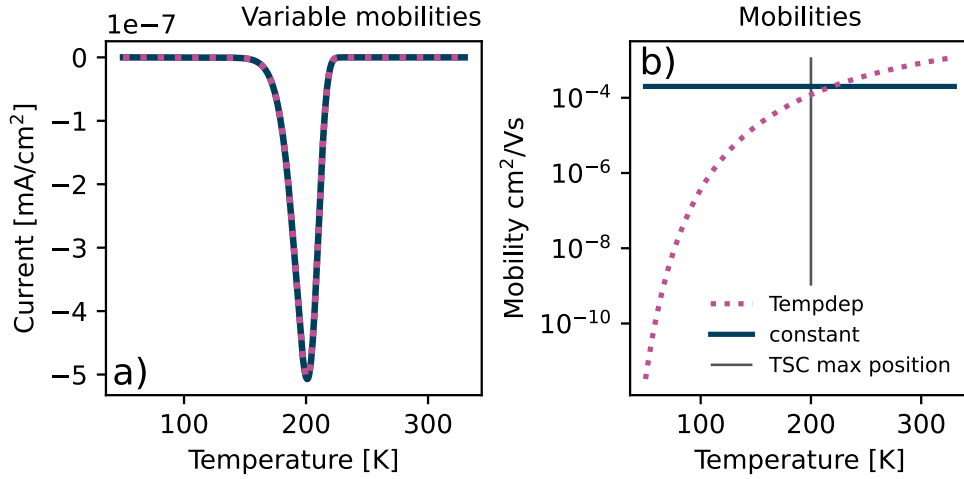 Variable mobilities
1e−7
0
−1
−2
−3
−4
−5
Current [mA/cm²]
a)
100 200 300
Temperature [K]
Mobilities
b)
10⁻⁴
10⁻⁶
10⁻⁸
10⁻¹⁰
Mobility cm²/Vs
Tempdep
constant
TSC max position
100 200 300
Temperature [K]